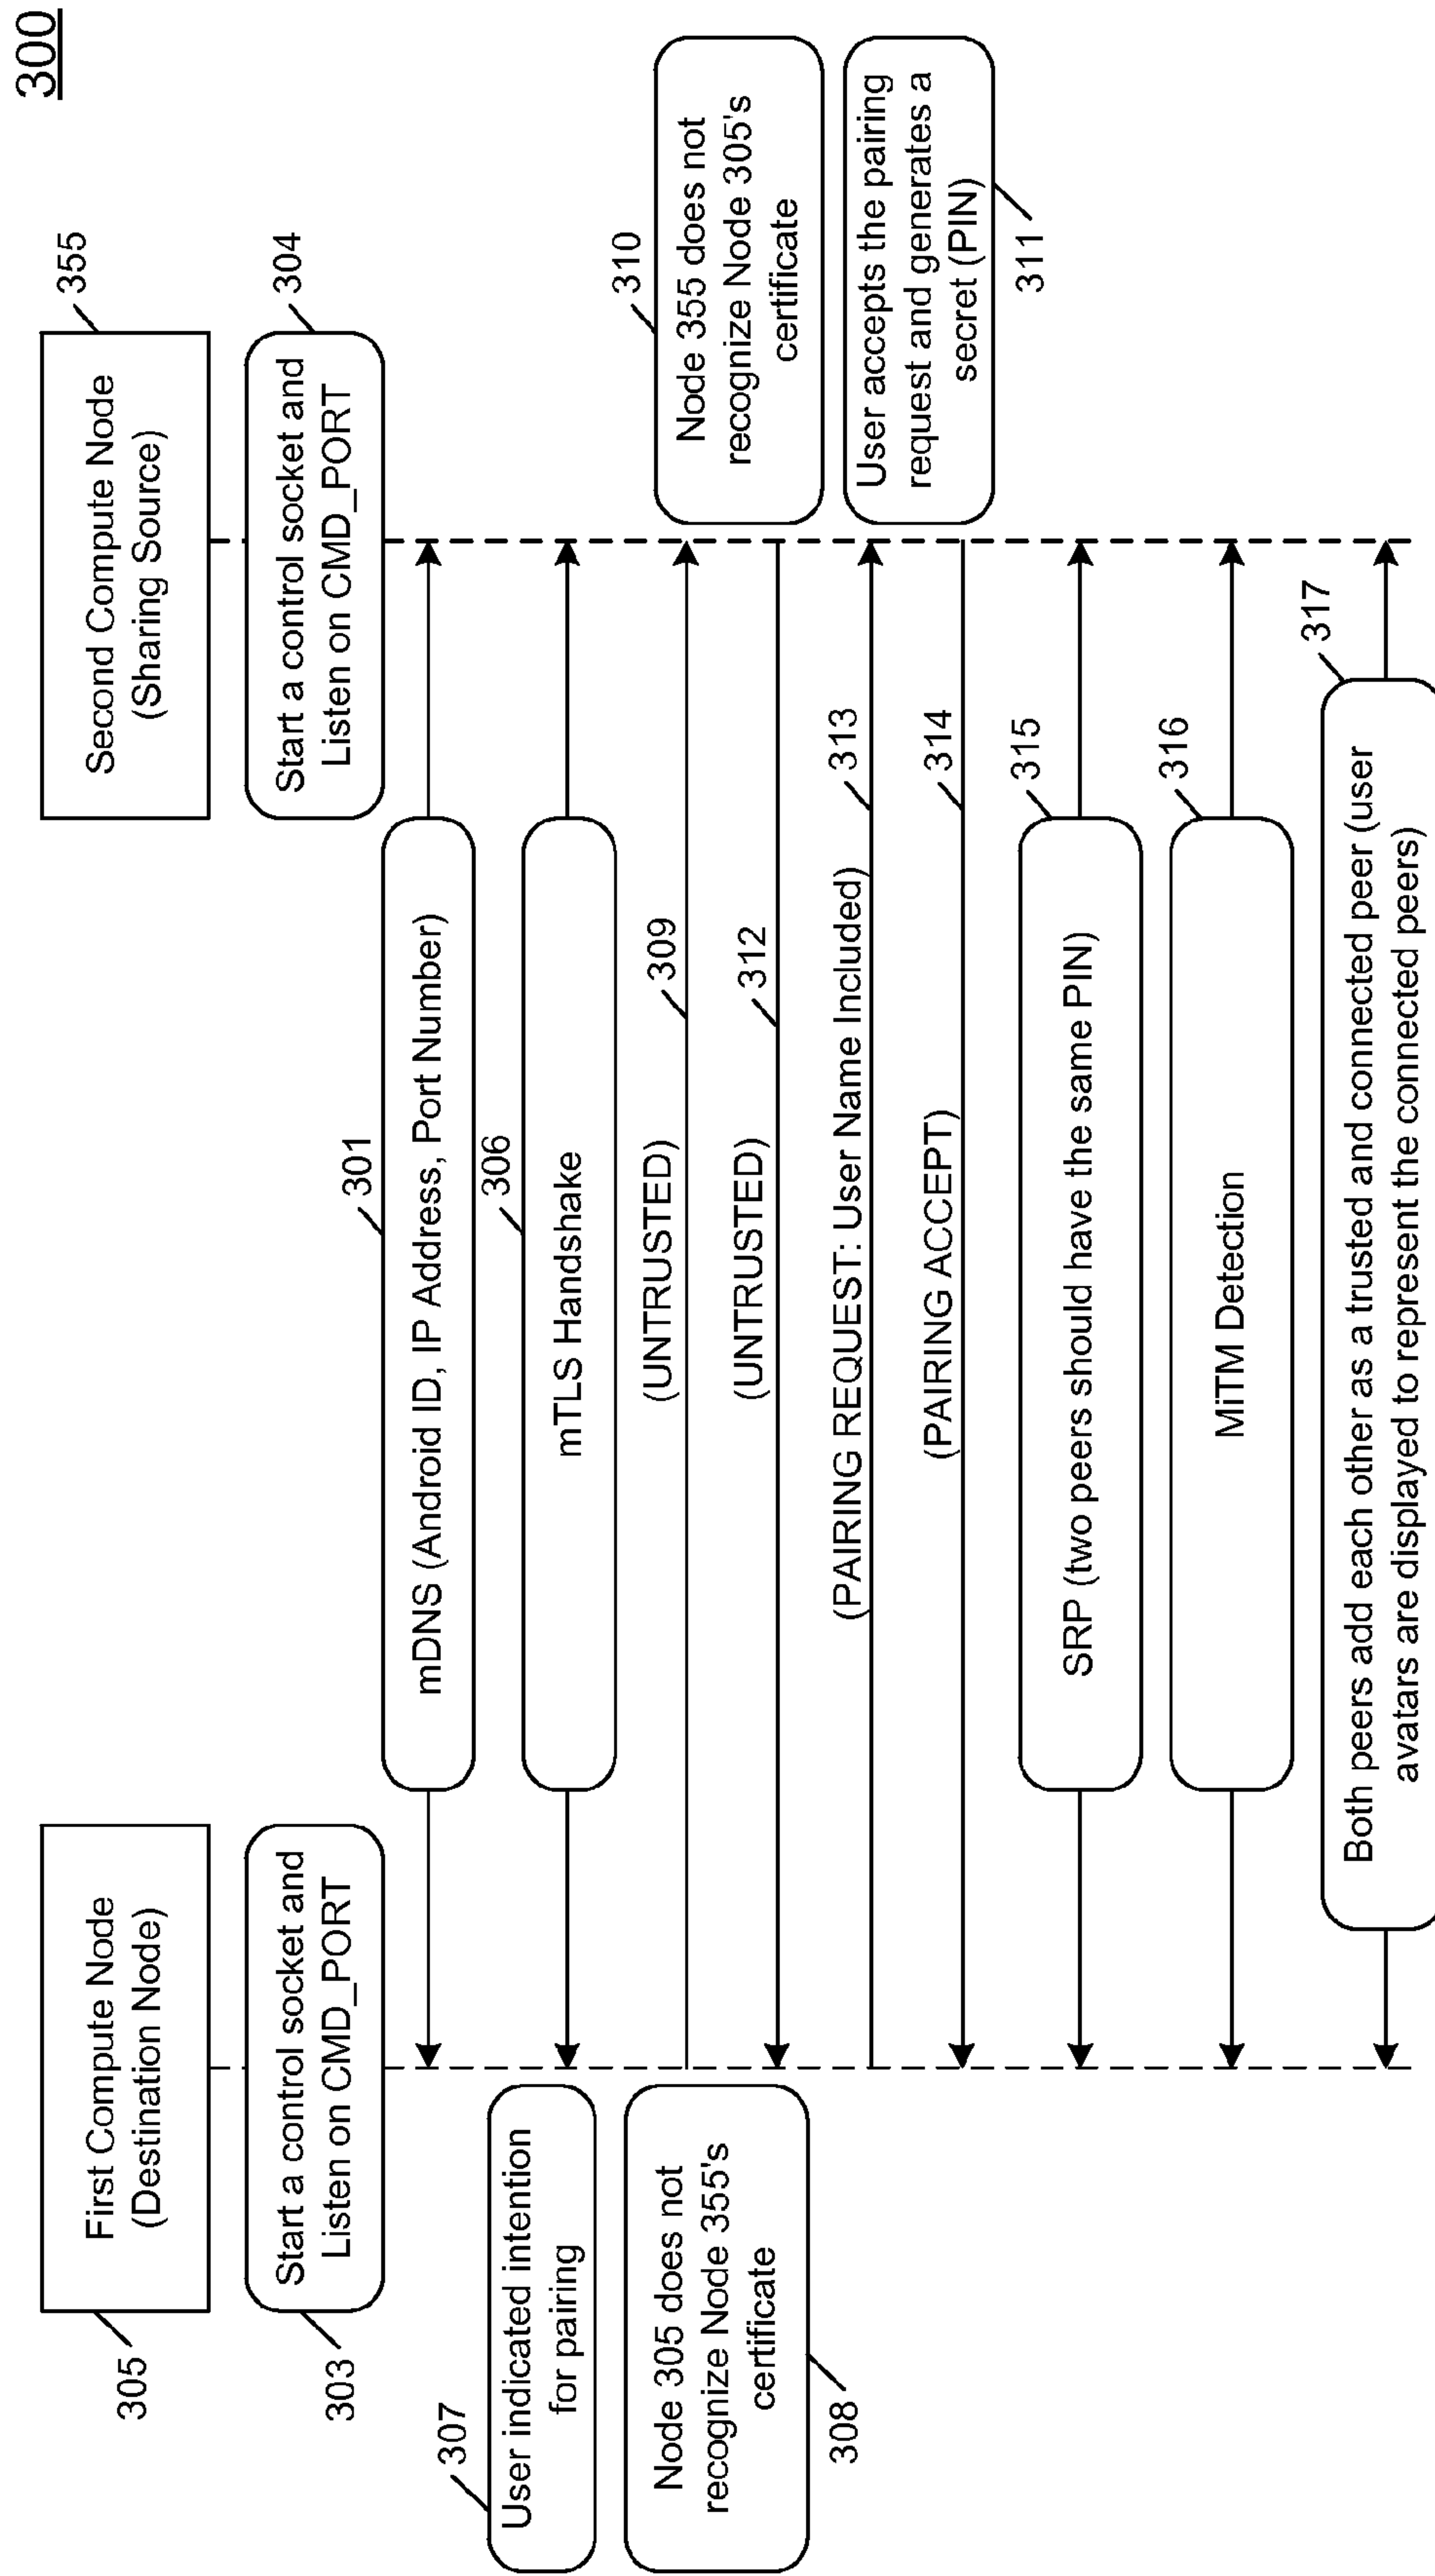 300
First Compute Node
(Destination Node)
305
Second Compute Node
(Sharing Source)
355
Start a control socket and
Listen on CMD_PORT
303
Start a control socket and
Listen on CMD_PORT
304
301
mDNS (Android ID, IP Address, Port Number)
306
mTLS Handshake
307
User indicated intention
for pairing
Node 305 does not
recognize Node 355's
certificate
308
(UNTRUSTED)
309
310
Node 355 does not
recognize Node 305's
certificate
(UNTRUSTED)
312
User accepts the pairing
request and generates a
secret (PIN)
311
(PAIRING REQUEST: User Name Included)
313
(PAIRING ACCEPT)
314
315
SRP (two peers should have the same PIN)
316
MiTM Detection
317
Both peers add each other as a trusted and connected peer (user
avatars are displayed to represent the connected peers)